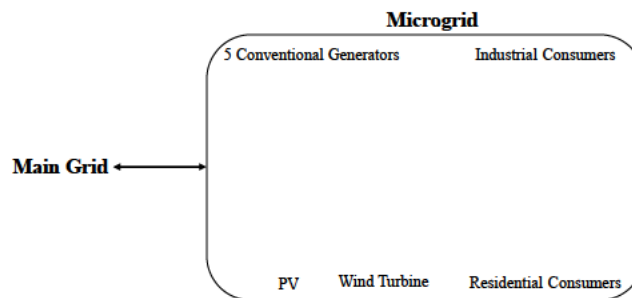 Microgrid
5 Conventional Generators
Industrial Consumers
Main Grid
PV
Wind Turbine
Residential Consumers